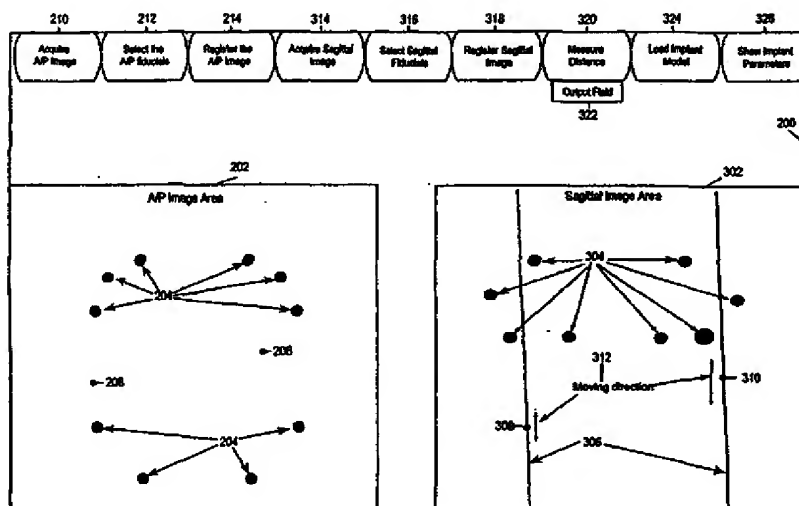 210 212 214 314 316 318 320 324 326
Acquire A/P Image
Select the A/P fiducials
Register the A/P Image
Acquire Sagittal Image
Select Sagittal Fiducials
Register Sagittal Image
Measure Distance
Load Implant Model
Show Implant Parameters
Output Field
322
200
202
302
A/P Image Area
Sagittal Image Area
204
304
208
208
312
Moving direction
310
308
204
306